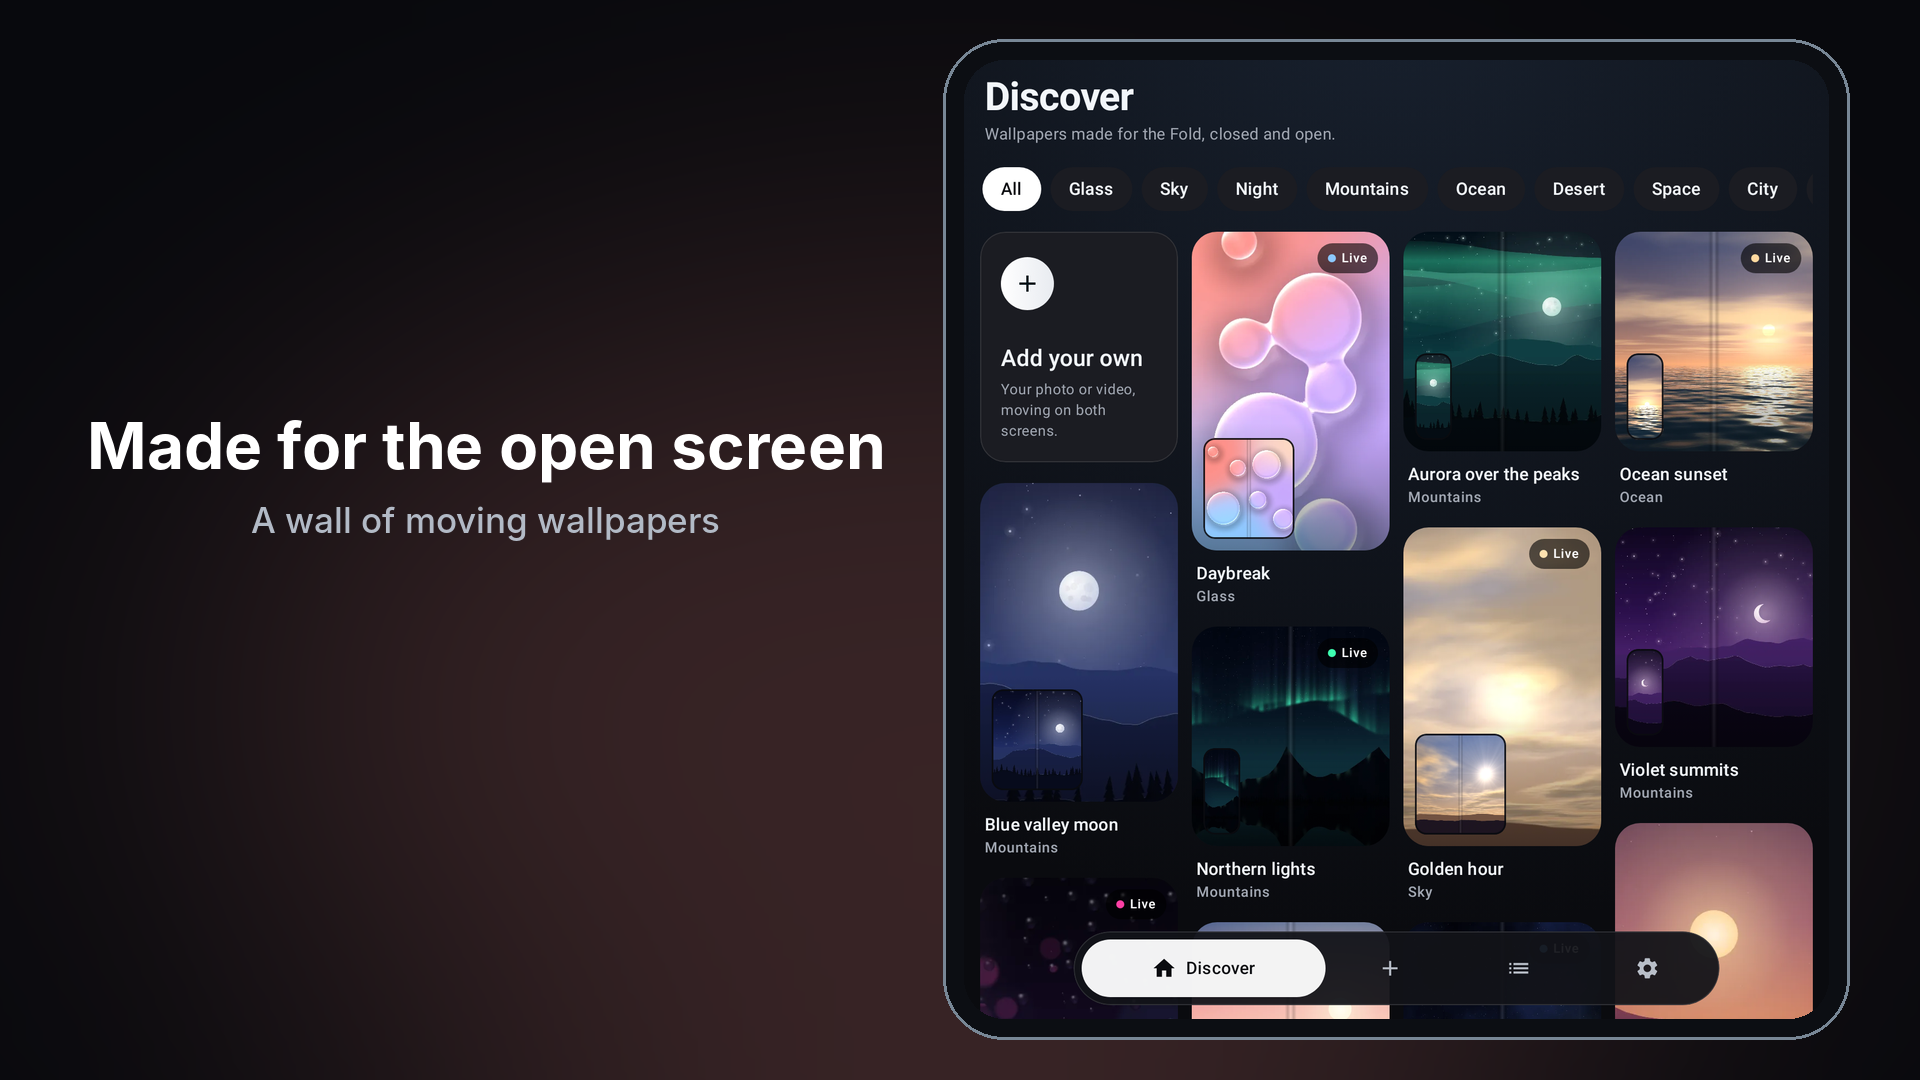 Made for the open screen
A wall of moving wallpapers
Discover
Wallpapers made for the Fold, closed and open.
All
Glass
Sky
Night
Mountains
Ocean
Desert
Space
City
Add your own
Your photo or video,
moving on both
screens.
Blue valley moon
Mountains
Live
Live
Daybreak
Glass
Live
Northern lights
Mountains
Aurora over the peaks
Mountains
Live
Golden hour
Sky
Live
Live
Ocean sunset
Ocean
Violet summits
Mountains
Discover